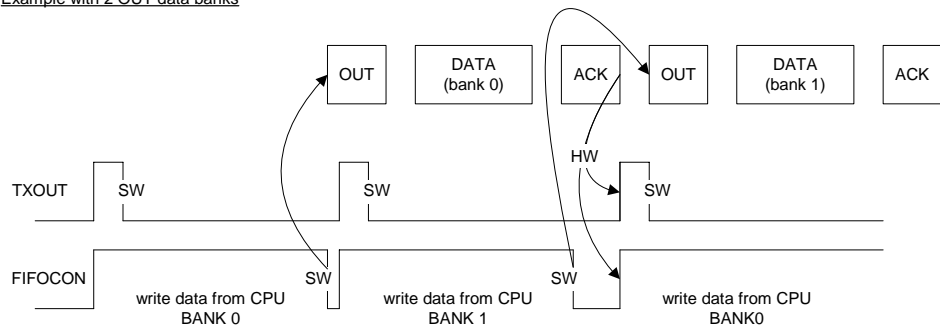 Example with 2 OUT data banks
OUT
DATA
(bank 0)
ACK
OUT
DATA
(bank 1)
ACK
HW
TXOUT
SW
SW
SW
FIFOCON
SW
SW
write data from CPU
BANK 0
write data from CPU
BANK 1
write data from CPU
BANK0